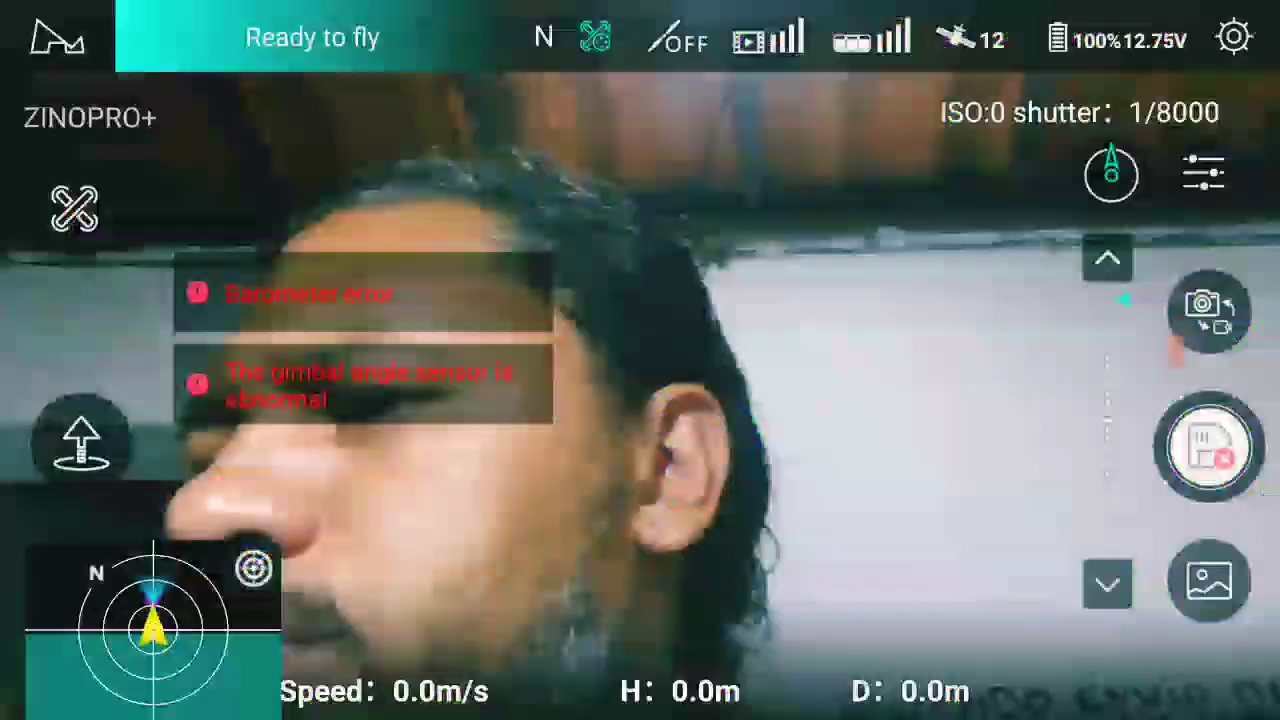 Ready to fly
N
OFF
12
100% 12.75V
ZINOPRO+
ISO:0 shutter: 1/8000
Barometer error
The gimbal angle sensor is
abnormal
N
Speed: 0.0m/s
H: 0.0m
D: 0.0m